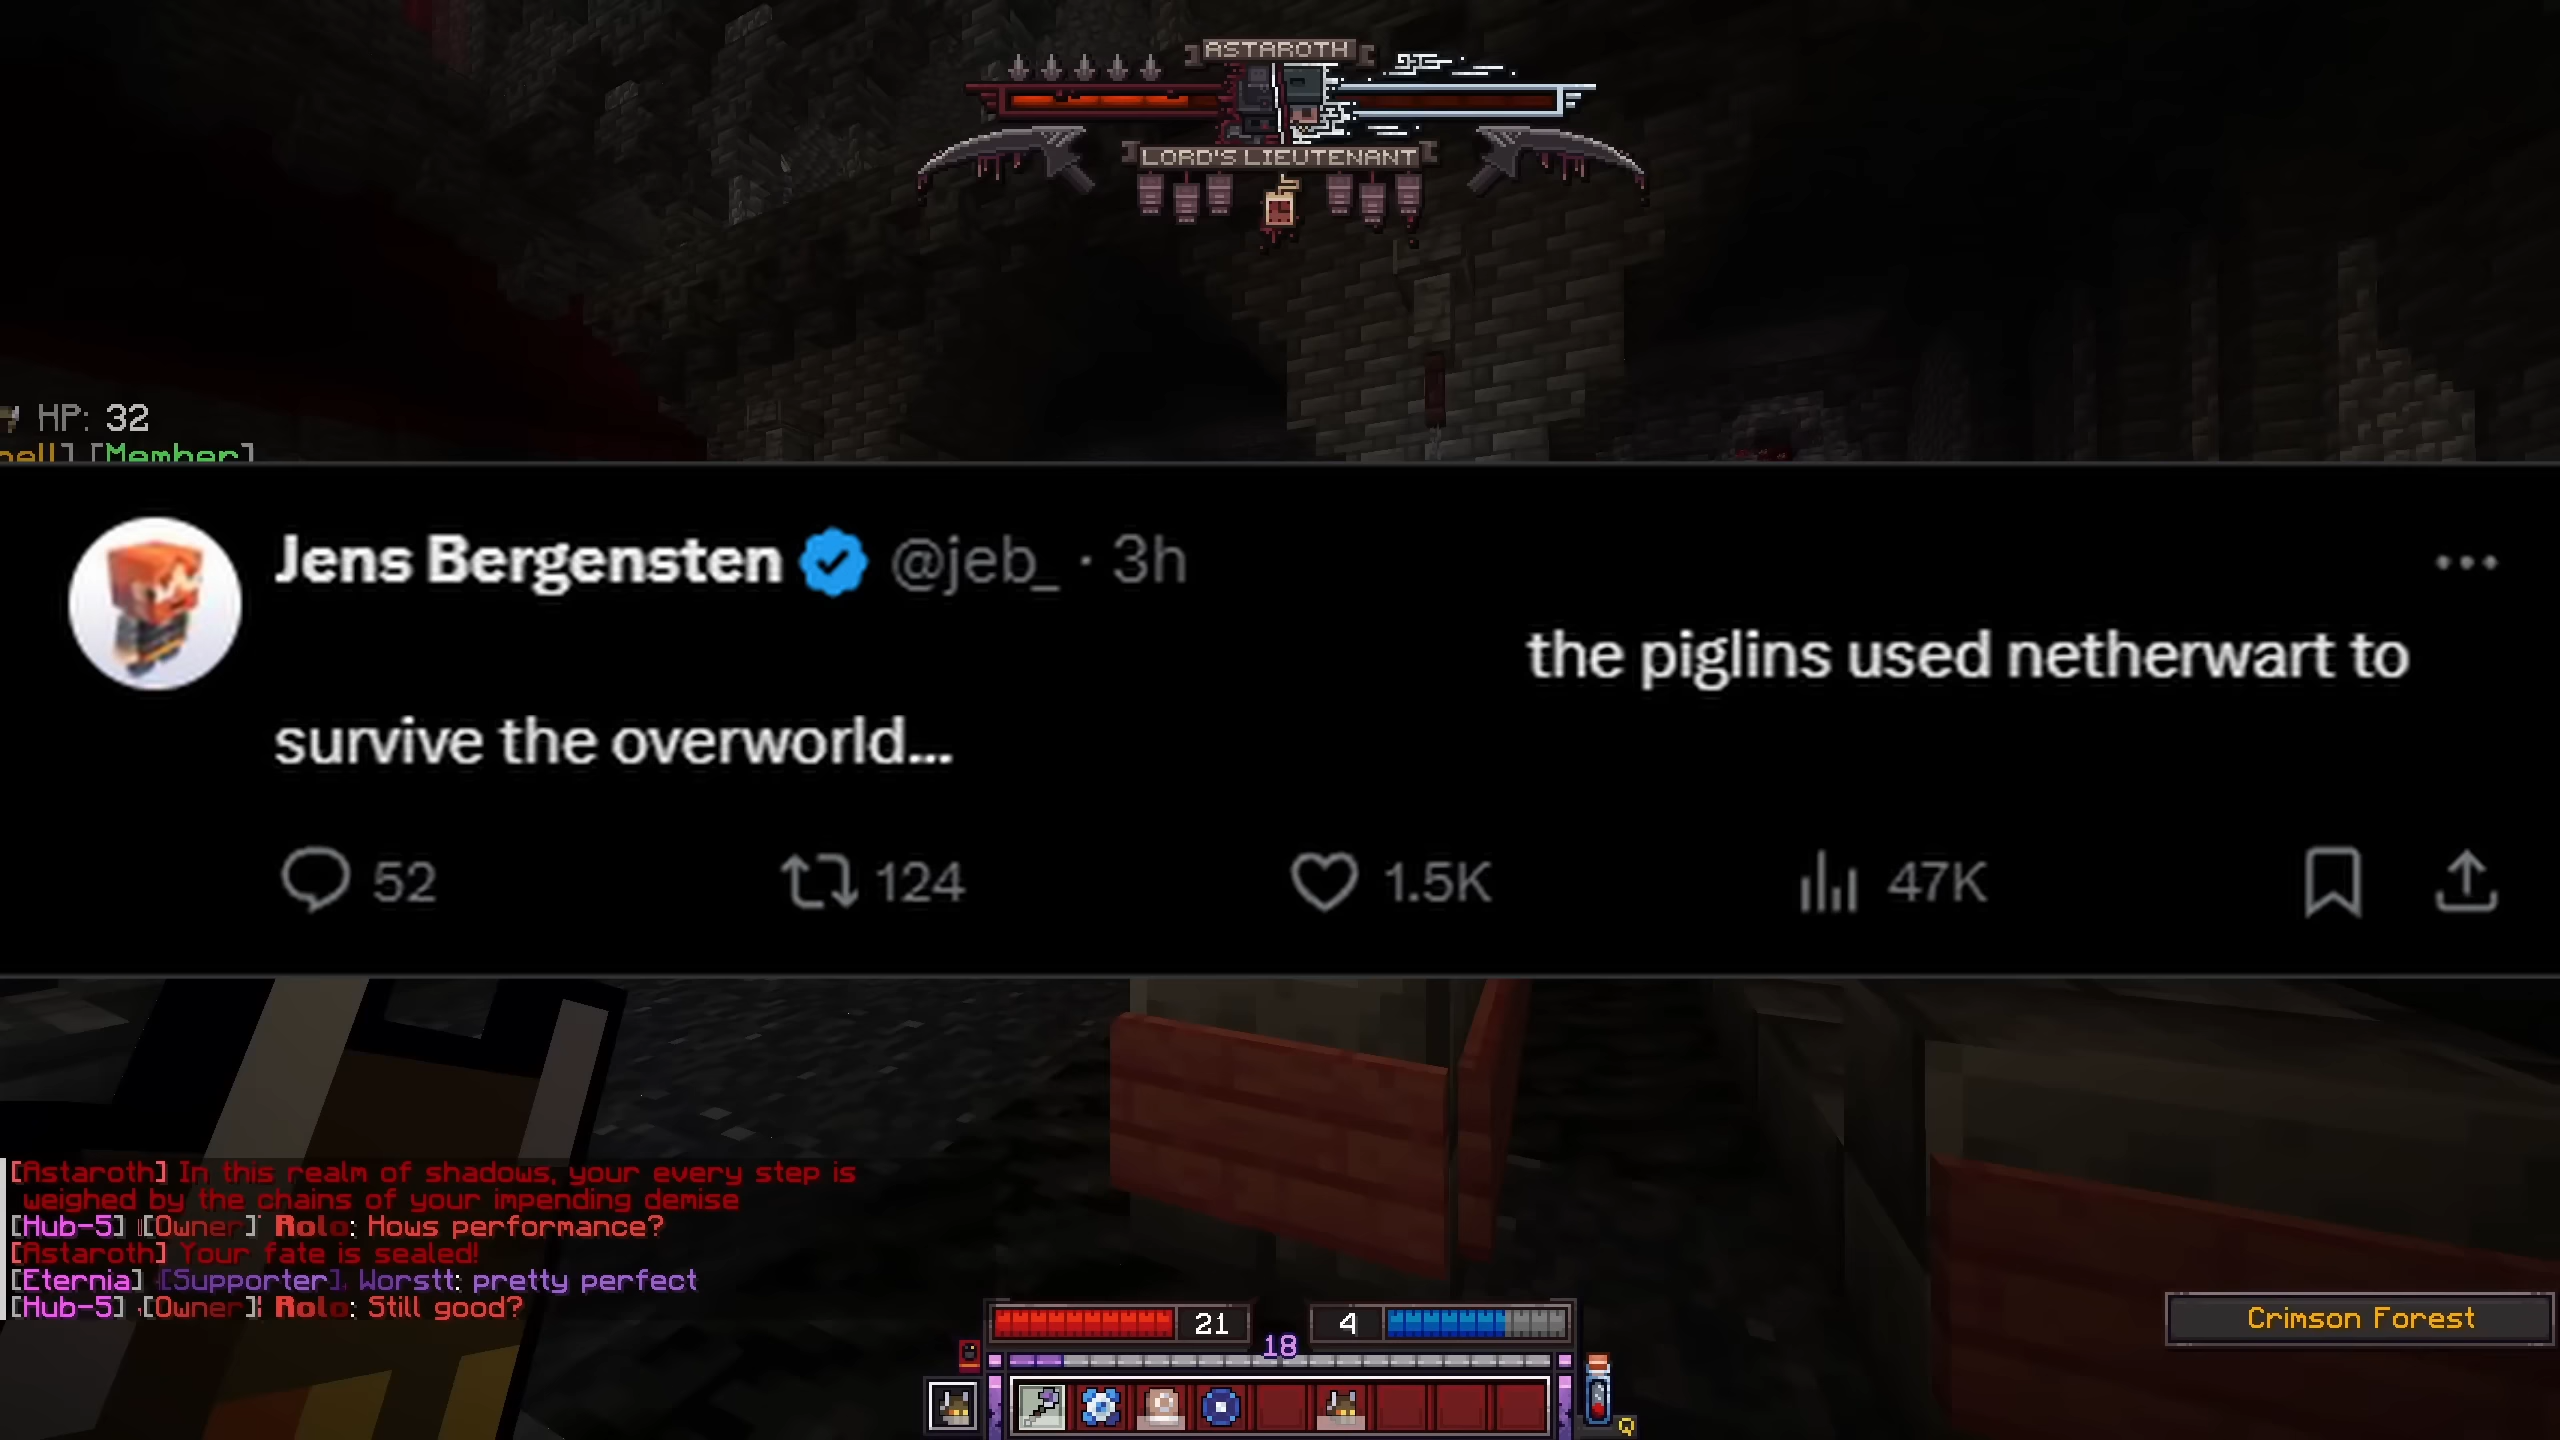 ASTAROTH
LORD'S LIEUTENANT
HP: 32
[Member]
Jens Bergensten @jeb_ · 3h
the piglins used netherwart to
survive the overworld...
52 124 1.5K 47K
[Astaroth] In this realm of shadows, your every step is
weighed by the chains of your impending demise
[Hub-5] [Owner] Rolo: Hows performance?
[Astaroth] Your fate is sealed!
[Eternia] [Supporter] Worstt: pretty perfect
[Hub-5] [Owner] Rolo: Still good?
21 4
18
Crimson Forest
Q